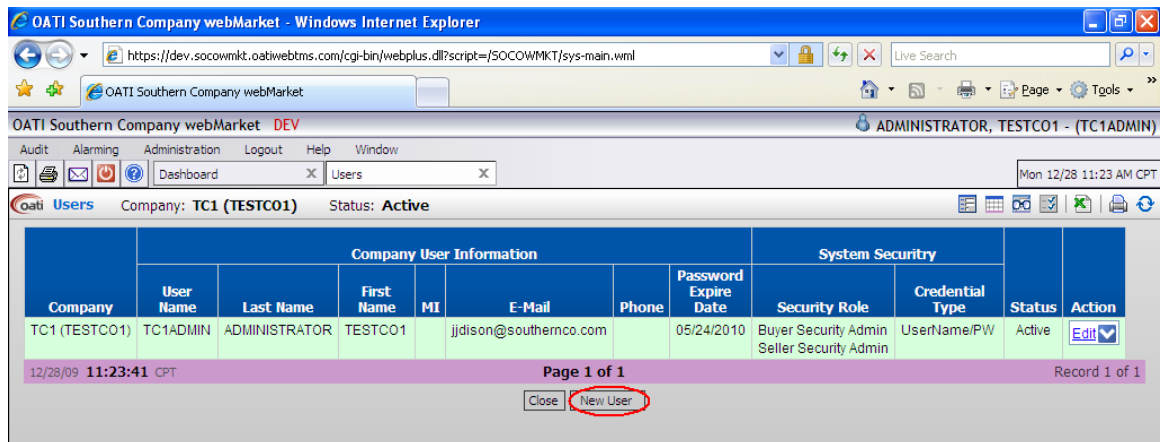 OATI Southern Company webMarket - Windows Internet Explorer
https://dev.socowmkt.oatiwebtms.com/cgi-bin/webplus.dll?script=/SOCOWMKT/sys-main.wml Live Search
OATI Southern Company webMarket Page Tools »
OATI Southern Company webMarket DEV ADMINISTRATOR, TESTCO1 - (TC1ADMIN)
Audit Alarming Administration Logout Help Window
Dashboard X Users X Mon 12/28 11:23 AM CPT
oati Users Company: TC1 (TESTCO1) Status: Active
Company User Information System Securitry
Company User Name Last Name First Name MI E-Mail Phone Password Expire Date Security Role Credential Type Status Action
TC1 (TESTCO1) TC1ADMIN ADMINISTRATOR TESTCO1 jjdison@southernco.com 05/24/2010 Buyer Security Admin UserName/PW Active Edit
Seller Security Admin
12/28/09 11:23:41 CPT Page 1 of 1 Record 1 of 1
Close New User